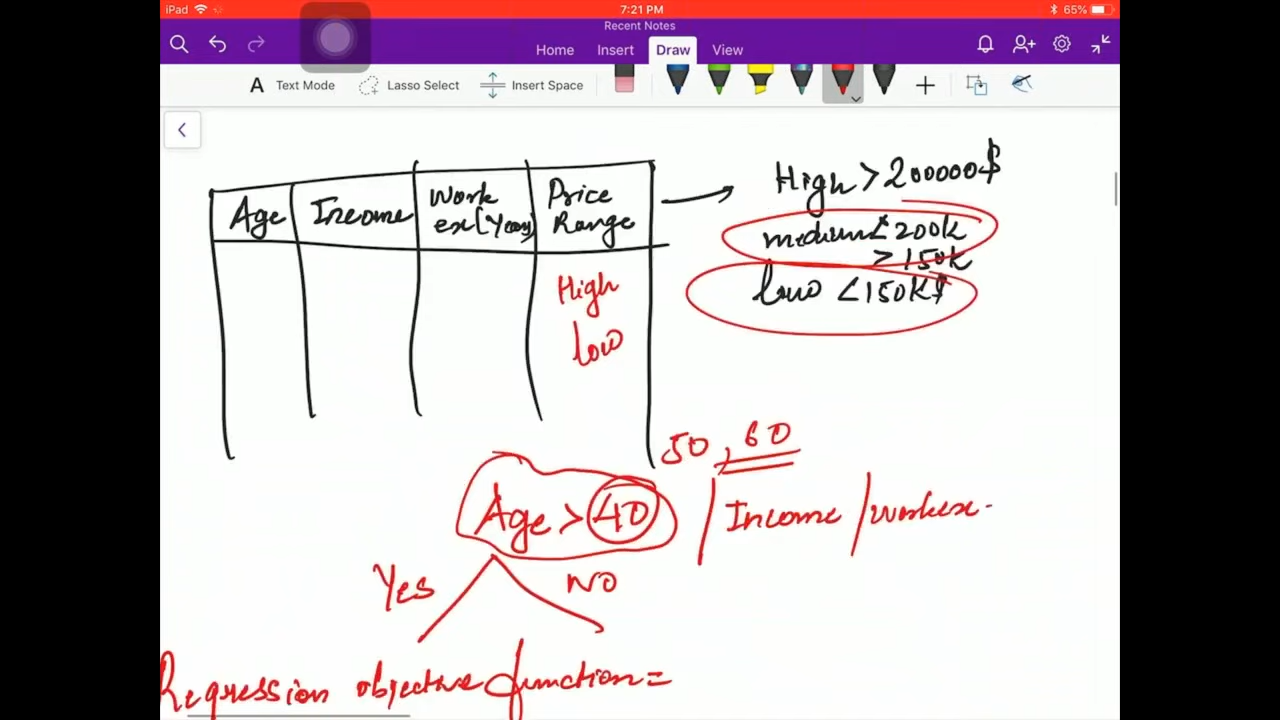 iPad 7:21 PM 65%
Recent Notes
Home Insert Draw View
A Text Mode Lasso Select Insert Space
Age Income Work ex(Years) Price Range
High > 200000$
medium < 200k
> 150k
low < 150K$
High
low
50, 60
Age > 40 / Income / workex.
Yes NO
Regression objective function =